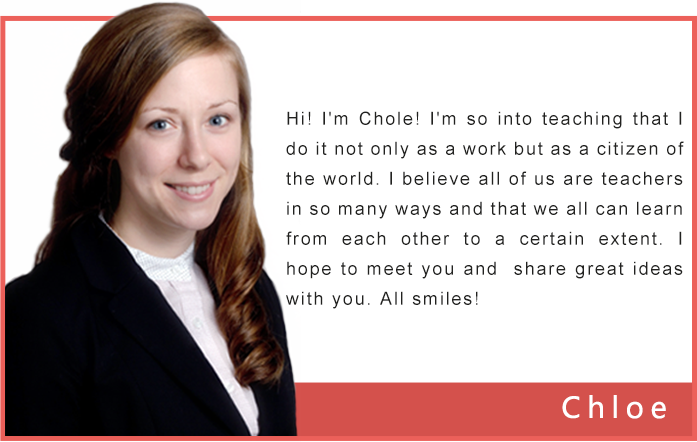 Hi! I'm Chole! I'm so into teaching that I
do it not only as a work but as a citizen of
the world. I believe all of us are teachers
in so many ways and that we all can learn
from each other to a certain extent. I
hope to meet you and  share great ideas
with you. All smiles!
Chloe